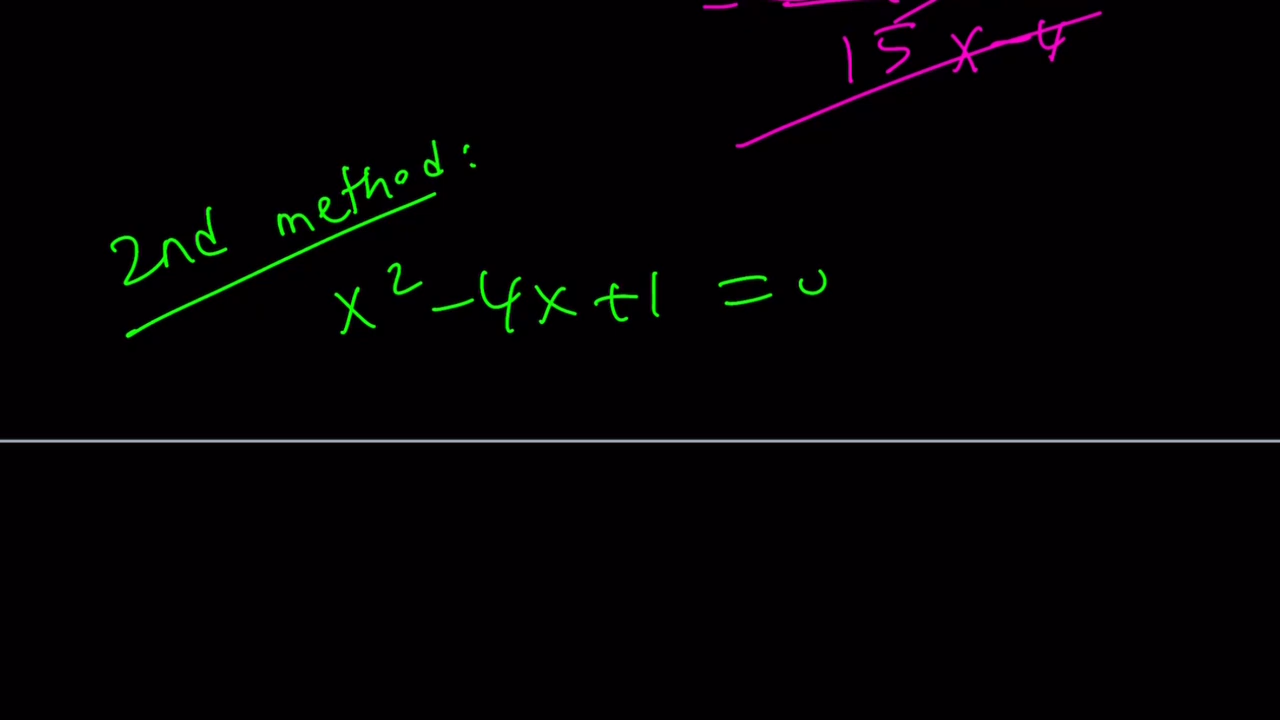 15x-4
2nd method:
x²-4x+1 = 0